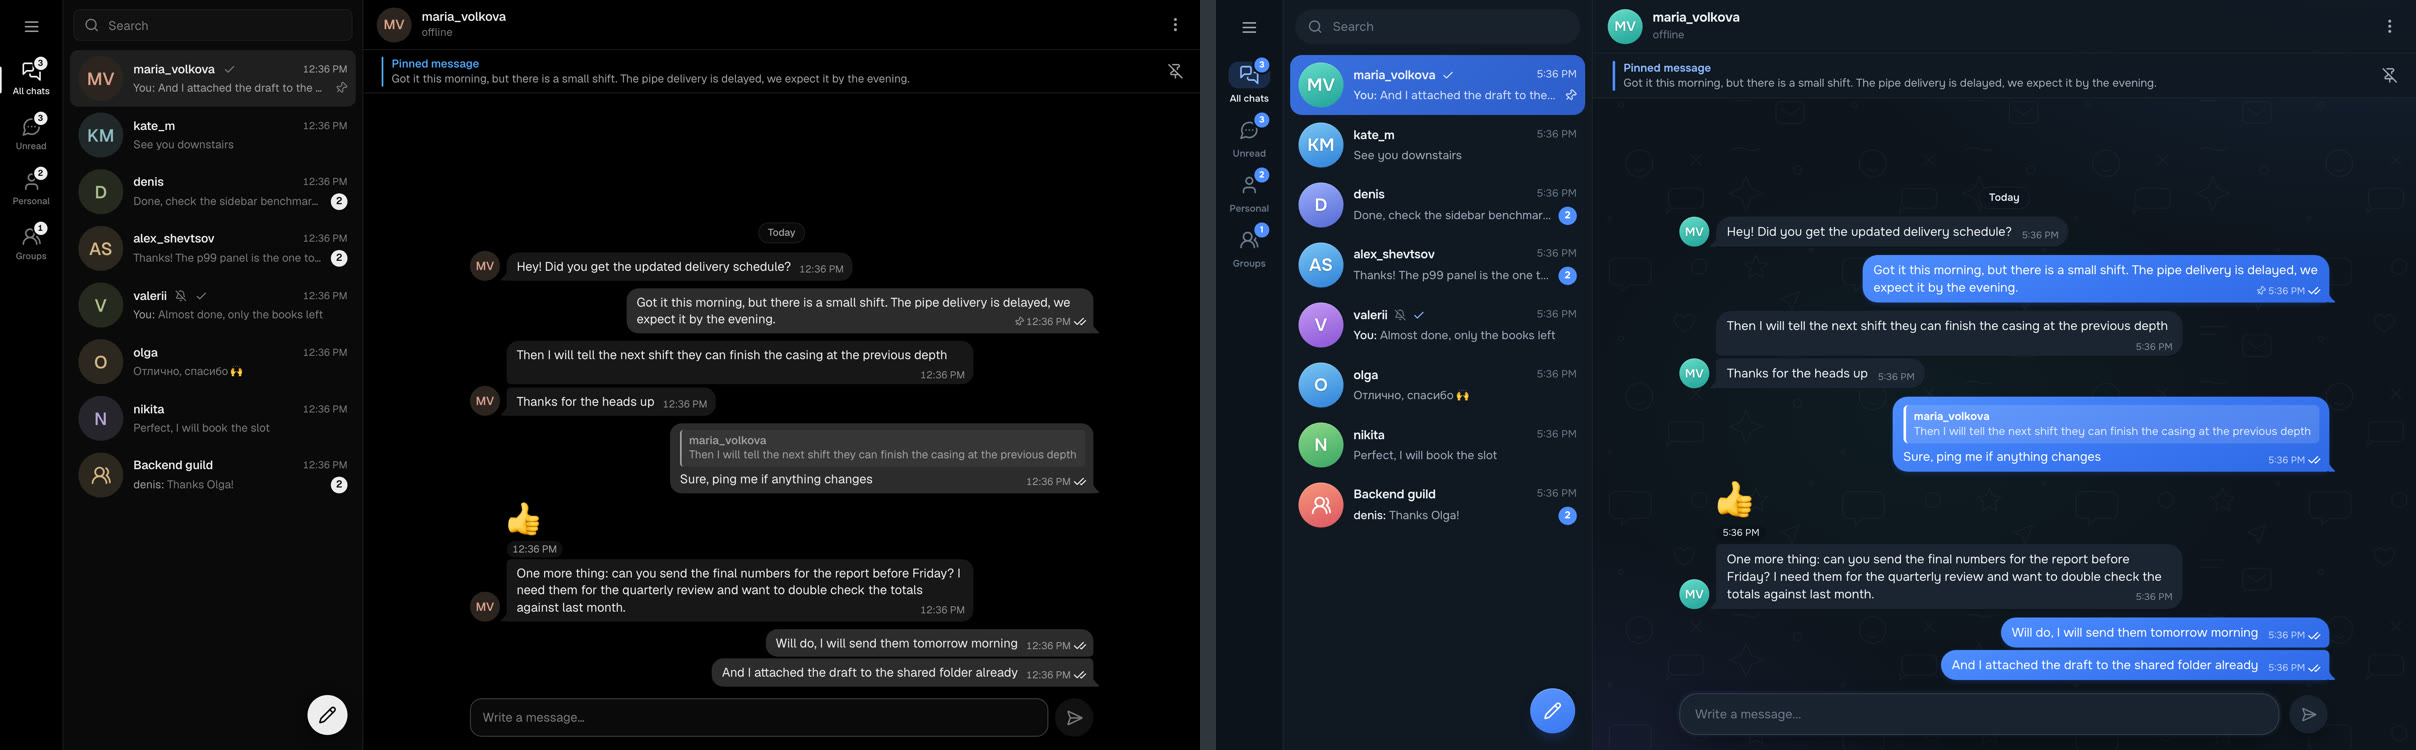 Search
3
All chats
3
Unread
2
Personal
1
Groups
MV
maria_volkova
12:36 PM
You: And I attached the draft to the ...
KM
kate_m
12:36 PM
See you downstairs
D
denis
12:36 PM
Done, check the sidebar benchmar...
2
AS
alex_shevtsov
12:36 PM
Thanks! The p99 panel is the one to...
2
V
valerii
12:36 PM
You: Almost done, only the books left
O
olga
12:36 PM
Отлично, спасибо 🙌
N
nikita
12:36 PM
Perfect, I will book the slot
Backend guild
12:36 PM
denis: Thanks Olga!
2
MV
maria_volkova
offline
Pinned message
Got it this morning, but there is a small shift. The pipe delivery is delayed, we expect it by the evening.
Today
MV
Hey! Did you get the updated delivery schedule? 12:36 PM
Got it this morning, but there is a small shift. The pipe delivery is delayed, we
expect it by the evening.
12:36 PM
Then I will tell the next shift they can finish the casing at the previous depth
12:36 PM
MV
Thanks for the heads up 12:36 PM
maria_volkova
Then I will tell the next shift they can finish the casing at the previous depth
Sure, ping me if anything changes
12:36 PM
👍
12:36 PM
One more thing: can you send the final numbers for the report before Friday? I
need them for the quarterly review and want to double check the totals
against last month.
12:36 PM
MV
Will do, I will send them tomorrow morning 12:36 PM
And I attached the draft to the shared folder already 12:36 PM
Write a message...
Search
3
All chats
3
Unread
2
Personal
1
Groups
MV
maria_volkova
5:36 PM
You: And I attached the draft to the...
KM
kate_m
5:36 PM
See you downstairs
D
denis
5:36 PM
Done, check the sidebar benchmar...
2
AS
alex_shevtsov
5:36 PM
Thanks! The p99 panel is the one t...
2
V
valerii
5:36 PM
You: Almost done, only the books left
O
olga
5:36 PM
Отлично, спасибо 🙌
N
nikita
5:36 PM
Perfect, I will book the slot
Backend guild
5:36 PM
denis: Thanks Olga!
2
MV
maria_volkova
offline
Pinned message
Got it this morning, but there is a small shift. The pipe delivery is delayed, we expect it by the evening.
Today
MV
Hey! Did you get the updated delivery schedule? 5:36 PM
Got it this morning, but there is a small shift. The pipe delivery is delayed, we
expect it by the evening.
5:36 PM
Then I will tell the next shift they can finish the casing at the previous depth
5:36 PM
MV
Thanks for the heads up 5:36 PM
maria_volkova
Then I will tell the next shift they can finish the casing at the previous depth
Sure, ping me if anything changes
5:36 PM
👍
5:36 PM
One more thing: can you send the final numbers for the report before
Friday? I need them for the quarterly review and want to double check the
totals against last month.
5:36 PM
MV
Will do, I will send them tomorrow morning 5:36 PM
And I attached the draft to the shared folder already 5:36 PM
Write a message...